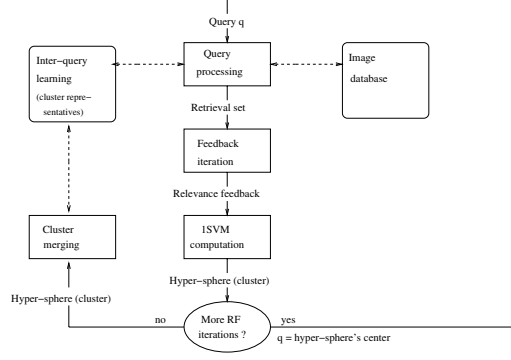 Query q
Inter-query
learning
(cluster repre-
sentatives)
Query
processing
Image
database
Retrieval set
Feedback
iteration
Relevance feedback
Cluster
merging
1SVM
computation
Hyper-sphere (cluster)
Hyper-sphere (cluster)
no
More RF
iterations ?
yes
q = hyper-sphere's center